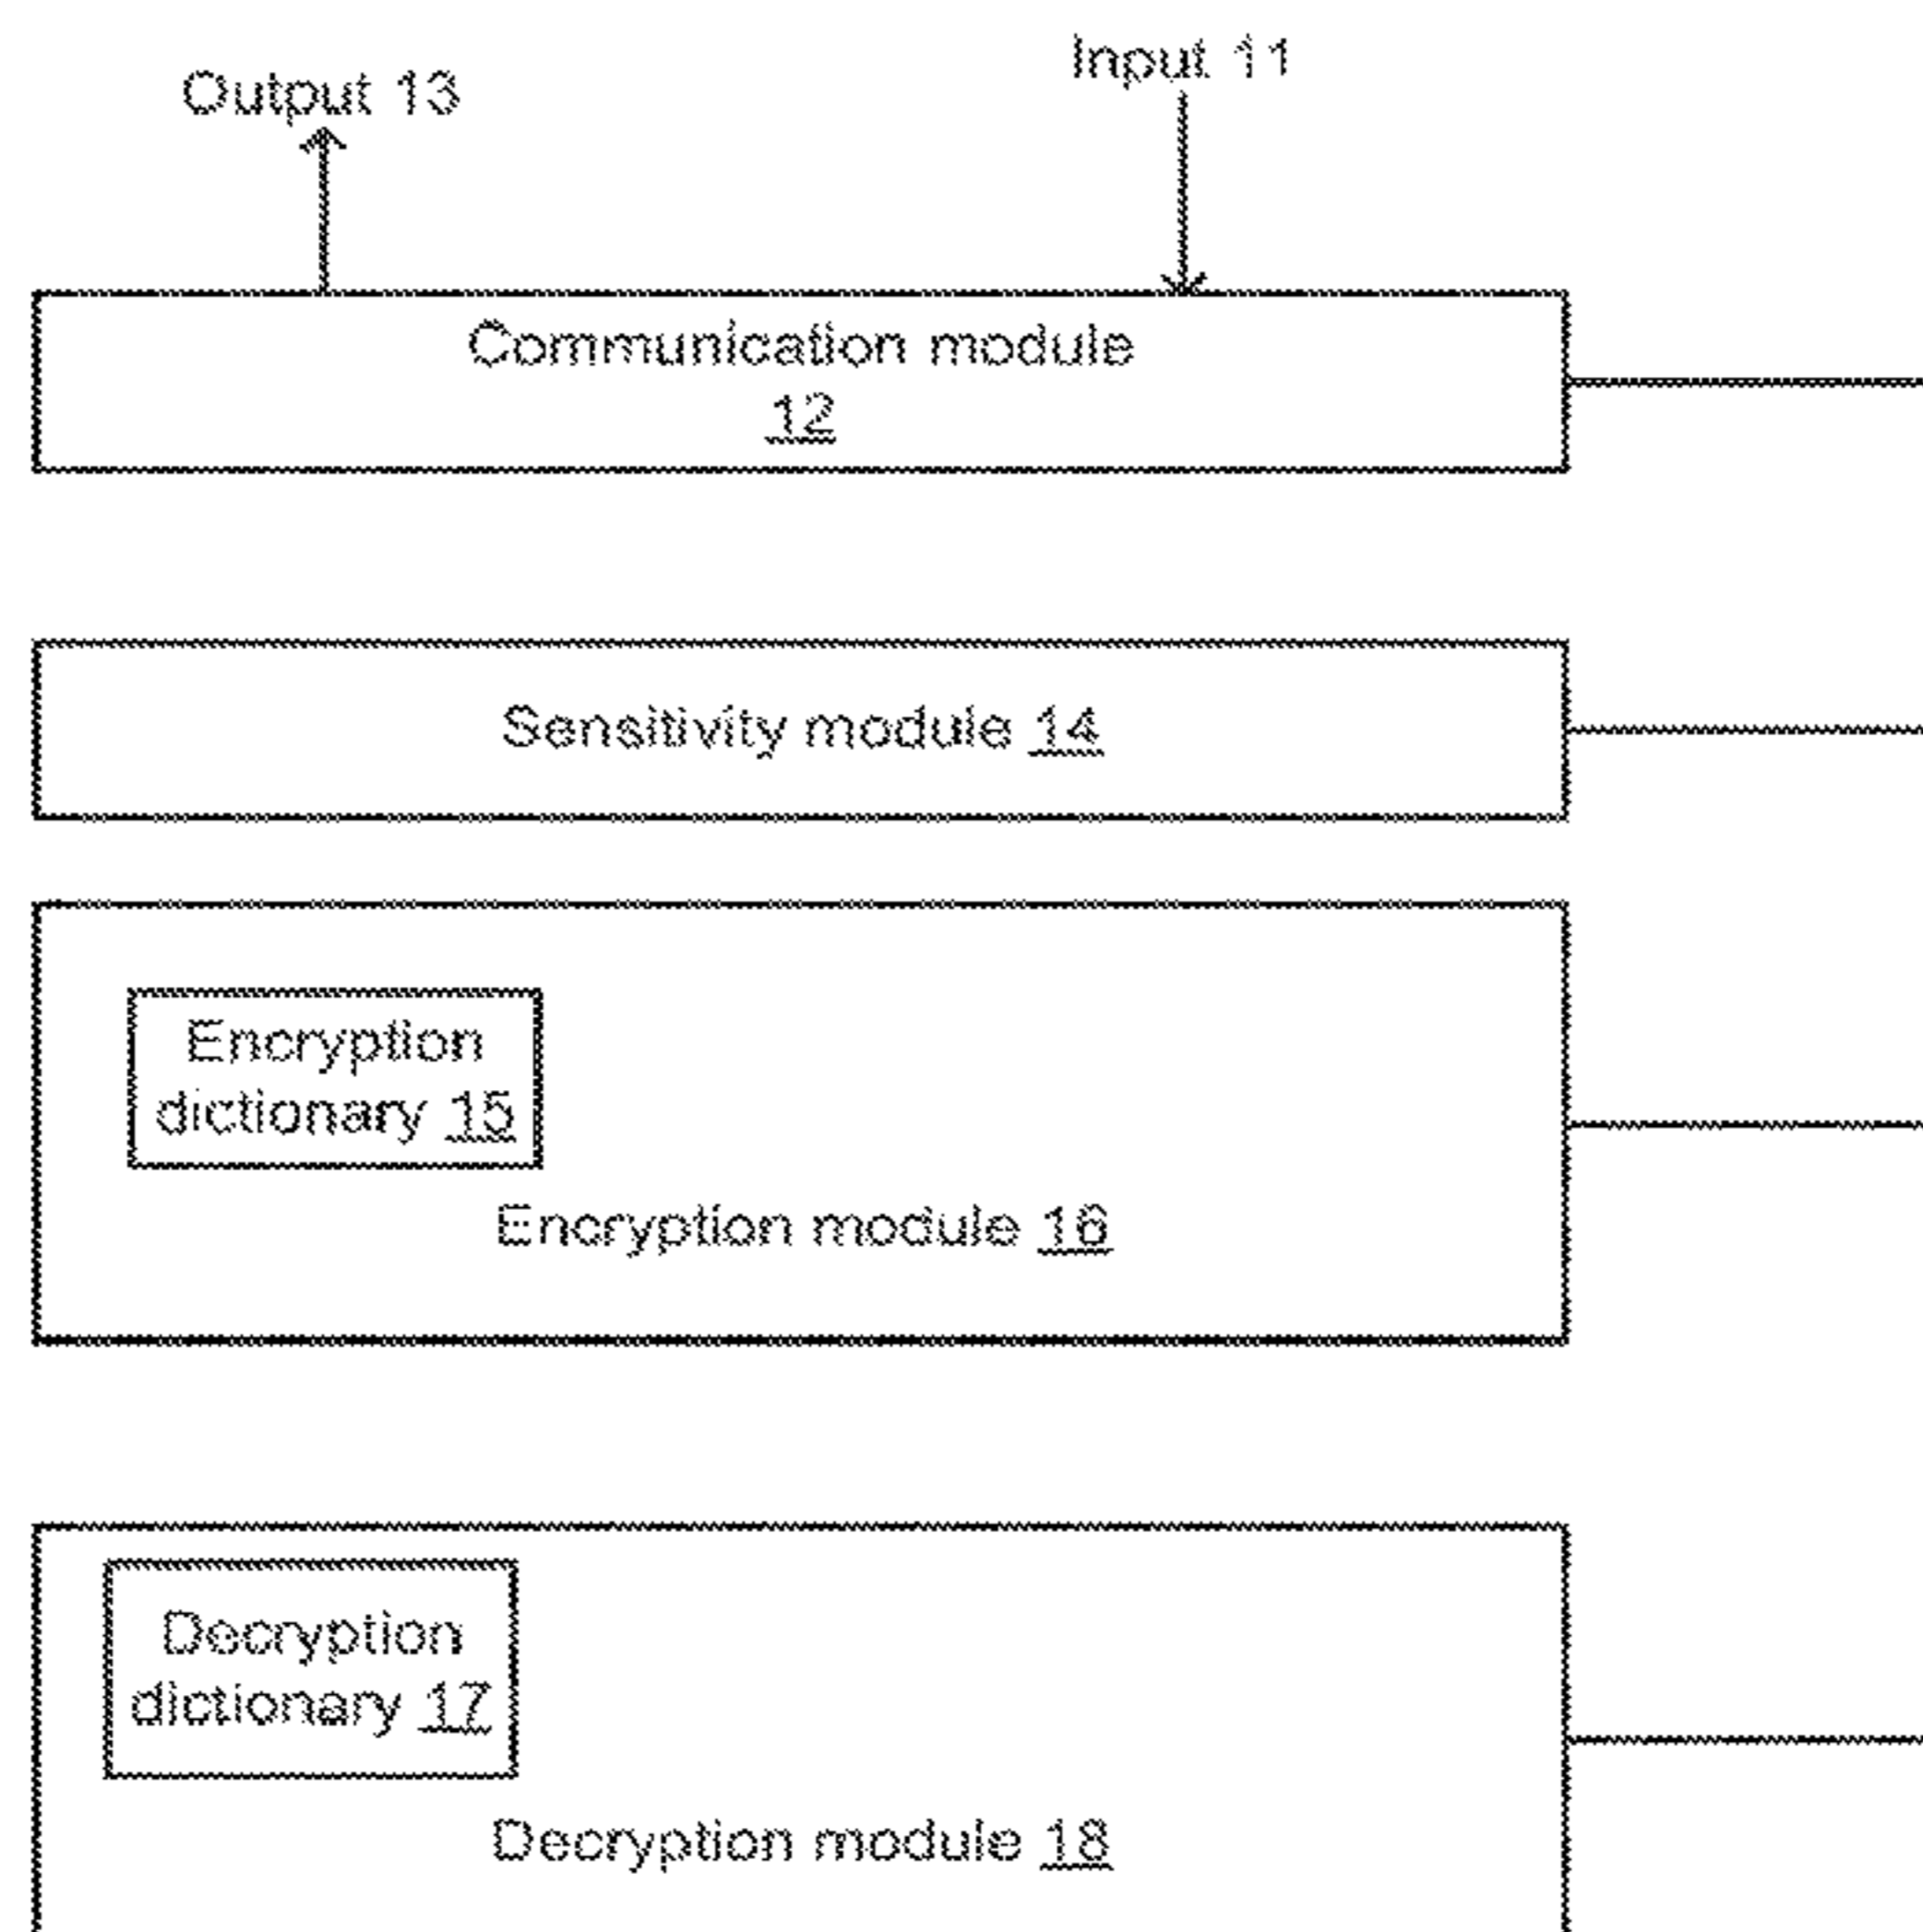 Output 13
Input 11
Communication module
12
Sensitivity module 14
Encryption
dictionary 15
Encryption module 16
Decryption
dictionary 17
Decryption module 18